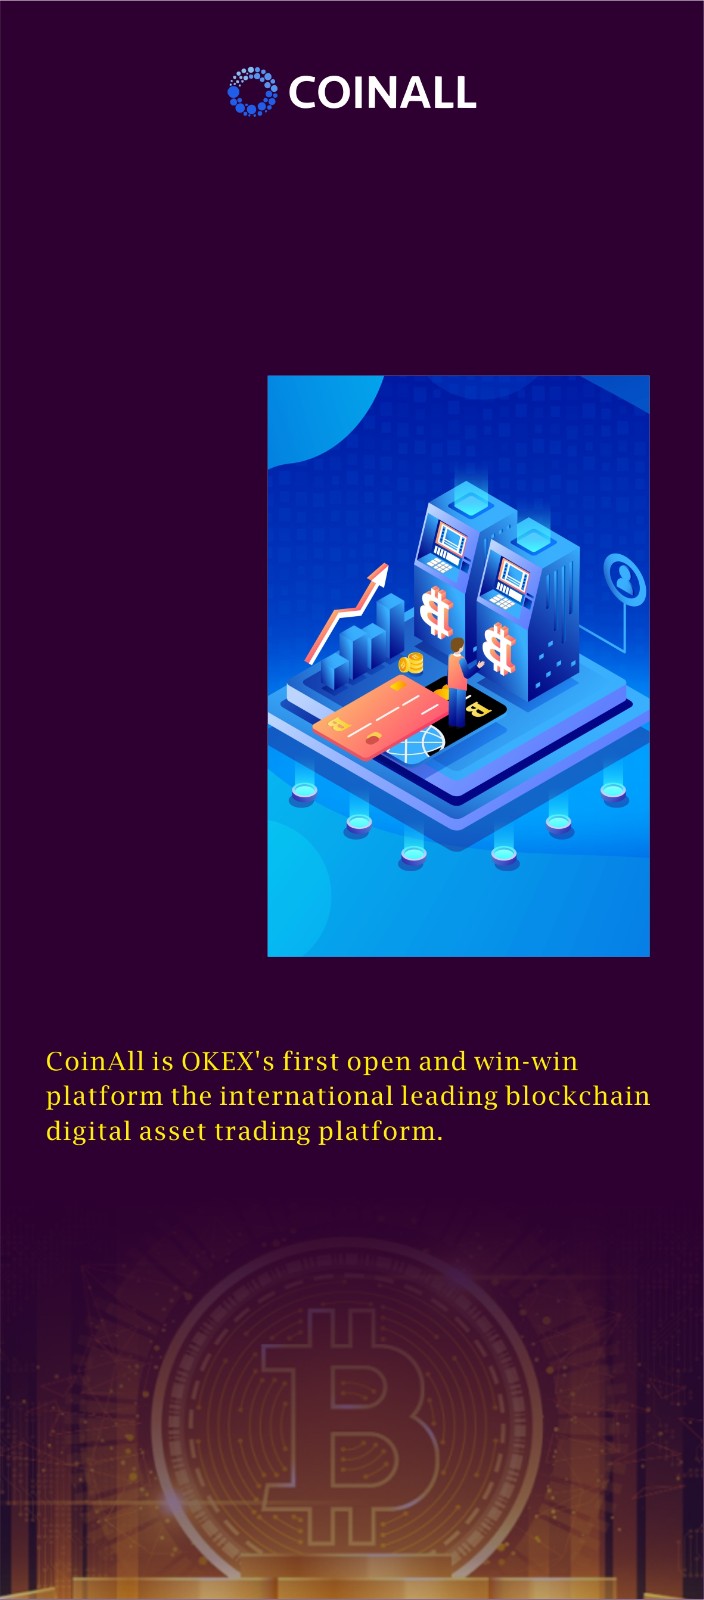 COINALL
CoinAll is OKEX's first open and win-win
platform the international leading blockchain
digital asset trading platform.